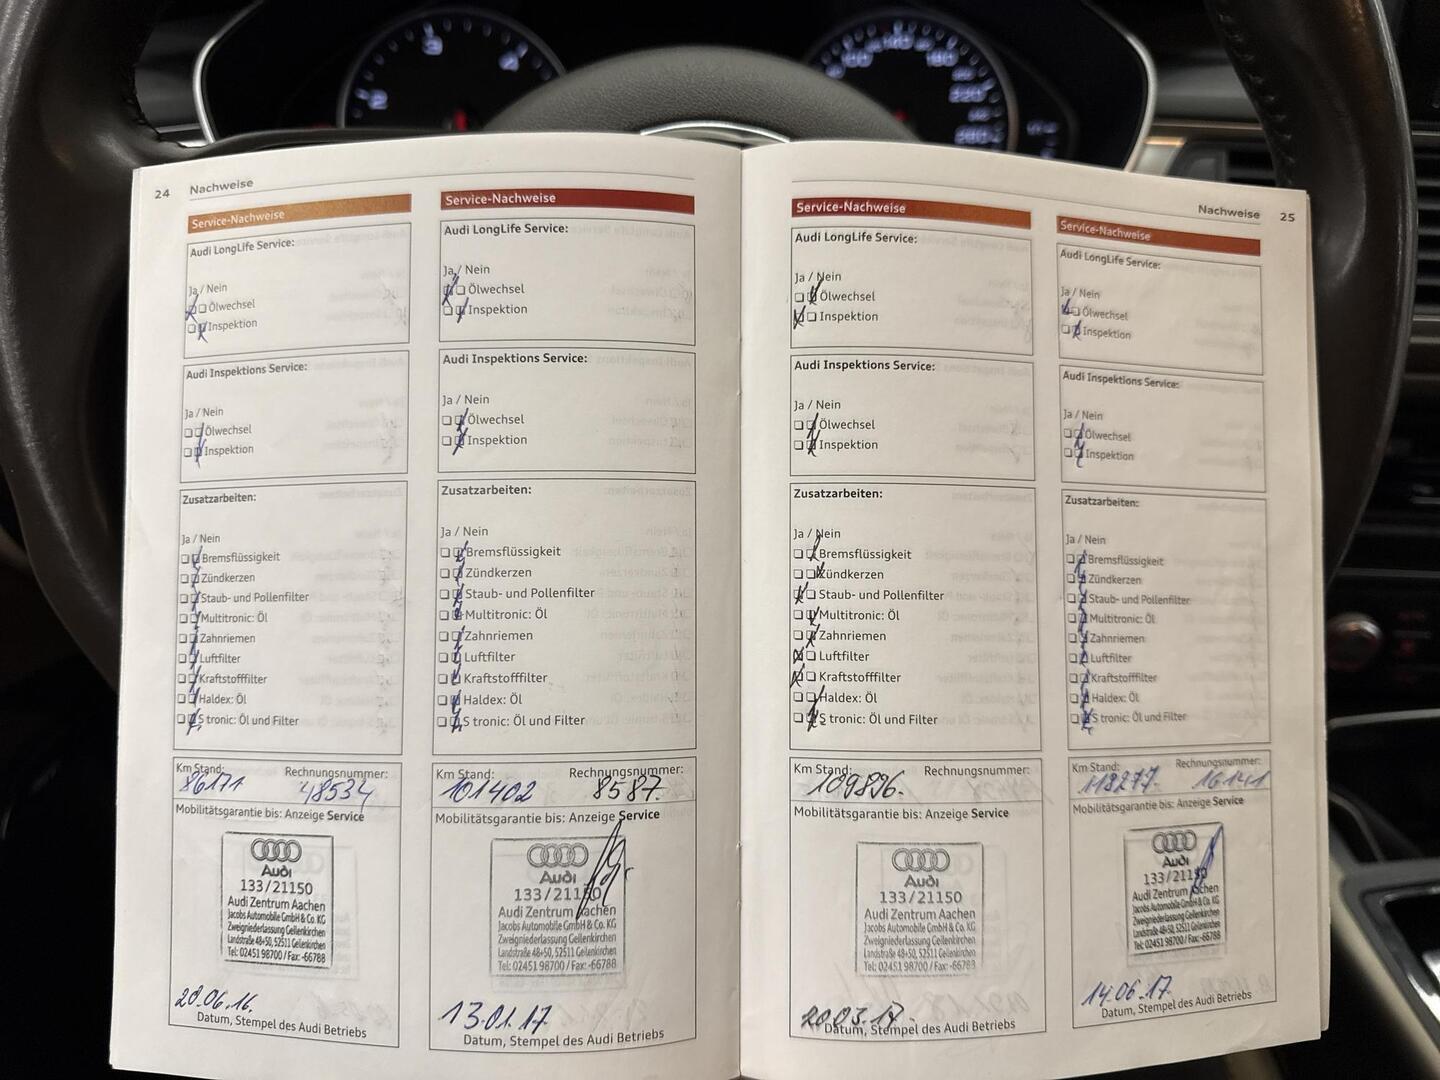 3
4
2
100
140
180
220
260
24
Nachweise
Service-Nachweise
Audi LongLife Service:
Ja / Nein
Ölwechsel
Inspektion
Audi Inspektions Service:
Ja / Nein
Ölwechsel
Inspektion
Zusatzarbeiten:
Ja / Nein
Bremsflüssigkeit
Zündkerzen
Staub- und Pollenfilter
Multitronic: Öl
Zahnriemen
Luftfilter
Kraftstofffilter
Haldex: Öl
S tronic: Öl und Filter
Km Stand: Rechnungsnummer:
86171 48534
Mobilitätsgarantie bis: Anzeige Service
Audi
133/21150
Audi Zentrum Aachen
Jacobs Automobile GmbH & Co. KG
Zweigniederlassung Geilenkirchen
Landstraße 48+50, 52511 Geilenkirchen
Tel: 02451 98700 / Fax: -66788
20.06.16.
Datum, Stempel des Audi Betriebs
Service-Nachweise
Audi LongLife Service:
Ja / Nein
Ölwechsel
Inspektion
Audi Inspektions Service:
Ja / Nein
Ölwechsel
Inspektion
Zusatzarbeiten:
Ja / Nein
Bremsflüssigkeit
Zündkerzen
Staub- und Pollenfilter
Multitronic: Öl
Zahnriemen
Luftfilter
Kraftstofffilter
Haldex: Öl
S tronic: Öl und Filter
Km Stand: Rechnungsnummer:
101402 8587.
Mobilitätsgarantie bis: Anzeige Service
Audi
133/21150
Audi Zentrum Aachen
Jacobs Automobile GmbH & Co. KG
Zweigniederlassung Geilenkirchen
Landstraße 48+50, 52511 Geilenkirchen
Tel: 02451 98700 / Fax: -66788
13.01.17
Datum, Stempel des Audi Betriebs
Service-Nachweise
Audi LongLife Service:
Ja / Nein
Ölwechsel
Inspektion
Audi Inspektions Service:
Ja / Nein
Ölwechsel
Inspektion
Zusatzarbeiten:
Ja / Nein
Bremsflüssigkeit
Zündkerzen
Staub- und Pollenfilter
Multitronic: Öl
Zahnriemen
Luftfilter
Kraftstofffilter
Haldex: Öl
S tronic: Öl und Filter
Km Stand: Rechnungsnummer:
109896.
Mobilitätsgarantie bis: Anzeige Service
Audi
133/21150
Audi Zentrum Aachen
Jacobs Automobile GmbH & Co. KG
Zweigniederlassung Geilenkirchen
Landstraße 48+50, 52511 Geilenkirchen
Tel: 02451 98700 / Fax: -66788
20.03.17.
Datum, Stempel des Audi Betriebs
Nachweise
25
Service-Nachweise
Audi LongLife Service:
Ja / Nein
Ölwechsel
Inspektion
Audi Inspektions Service:
Ja / Nein
Ölwechsel
Inspektion
Zusatzarbeiten:
Ja / Nein
Bremsflüssigkeit
Zündkerzen
Staub- und Pollenfilter
Multitronic: Öl
Zahnriemen
Luftfilter
Kraftstofffilter
Haldex: Öl
S tronic: Öl und Filter
Km Stand: Rechnungsnummer:
118277. 16141
Mobilitätsgarantie bis: Anzeige Service
Audi
133/21150
Audi Zentrum Aachen
Jacobs Automobile GmbH & Co. KG
Zweigniederlassung Geilenkirchen
Landstraße 48+50, 52511 Geilenkirchen
Tel: 02451 98700 / Fax: -66788
14.06.17.
Datum, Stempel des Audi Betriebs